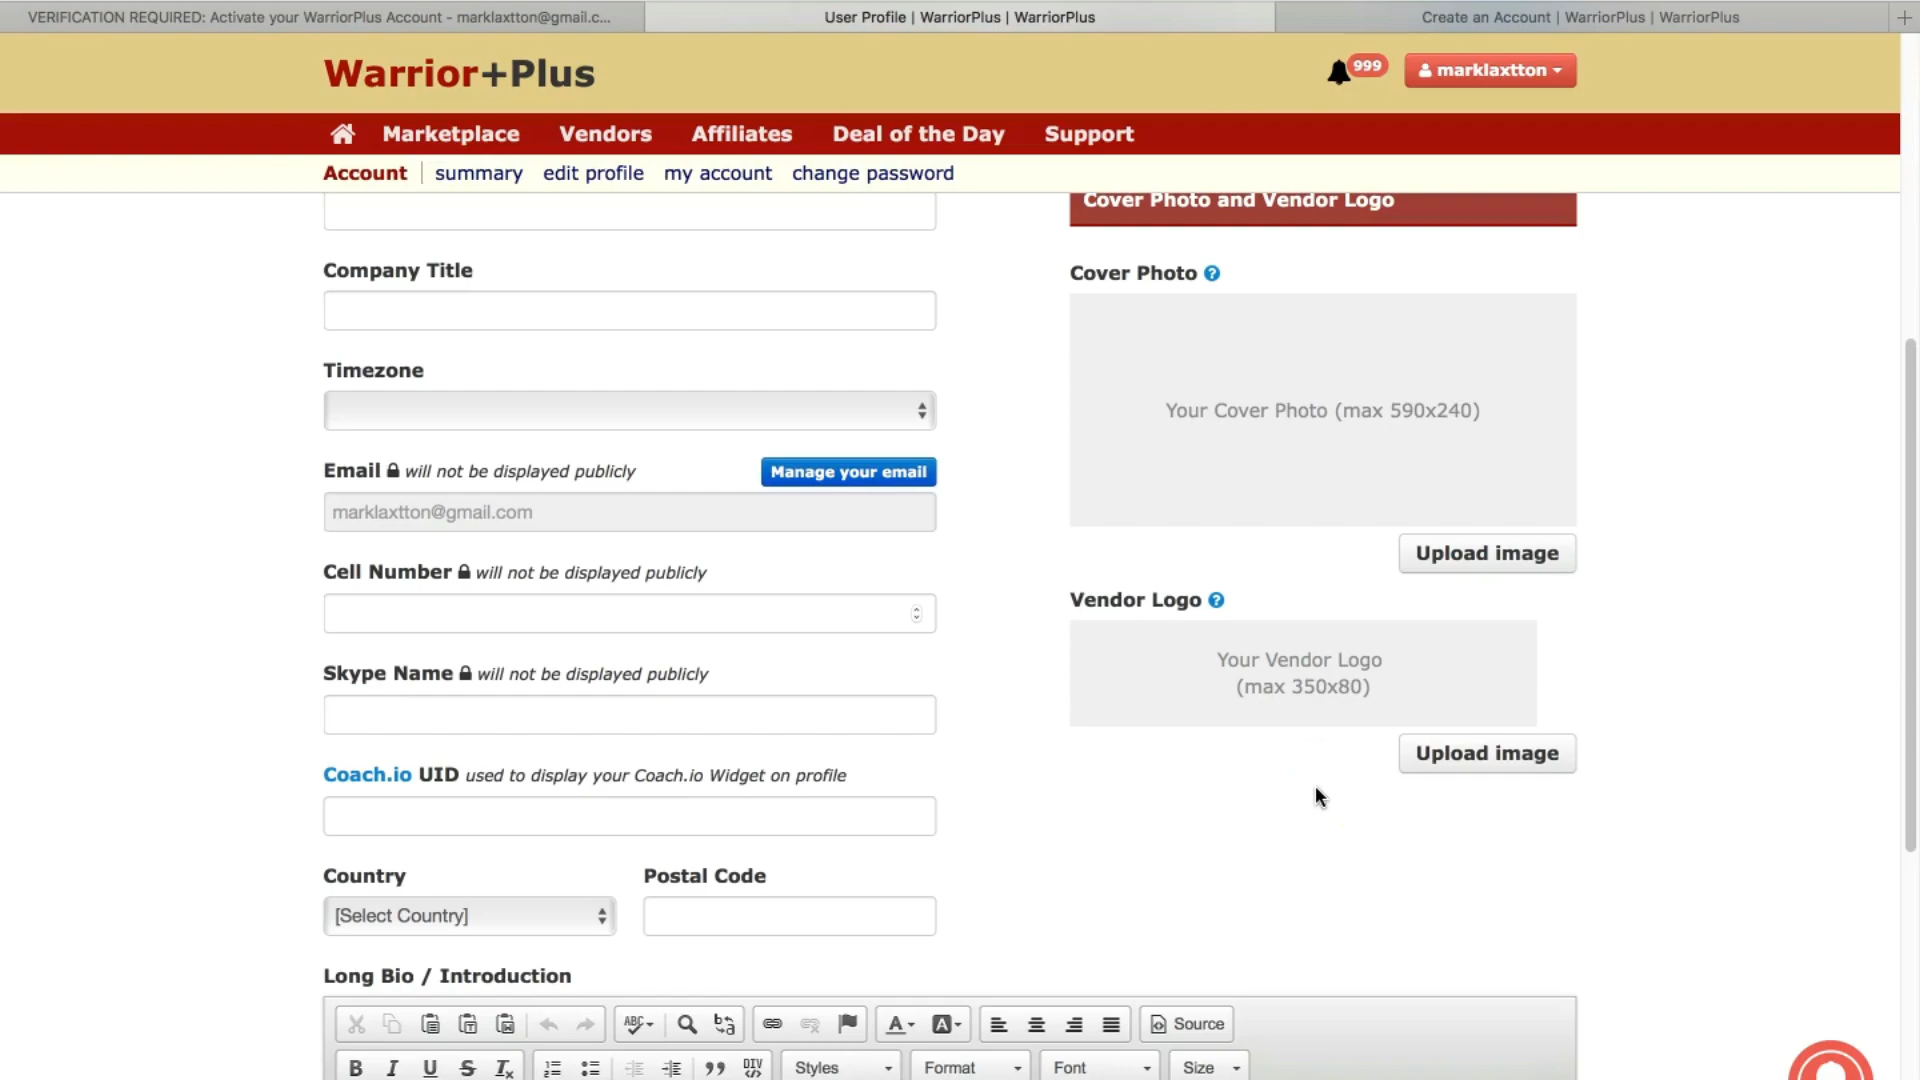 VERIFICATION REQUIRED: Activate your WarriorPlus Account - marklaxtton@gmail.c...
User Profile | WarriorPlus | WarriorPlus
Create an Account | WarriorPlus | WarriorPlus
Warrior+Plus
999
marklaxtton
Marketplace
Vendors
Affiliates
Deal of the Day
Support
Account
summary
edit profile
my account
change password
Cover Photo and Vendor Logo
Company Title
Cover Photo
Timezone
Your Cover Photo (max 590x240)
Email will not be displayed publicly
Manage your email
marklaxtton@gmail.com
Upload image
Cell Number will not be displayed publicly
Vendor Logo
Your Vendor Logo
(max 350x80)
Skype Name will not be displayed publicly
Upload image
Coach.io UID used to display your Coach.io Widget on profile
Country
Postal Code
[Select Country]
Long Bio / Introduction
ABC
Source
B I U S Ix
DIV
Styles
Format
Font
Size